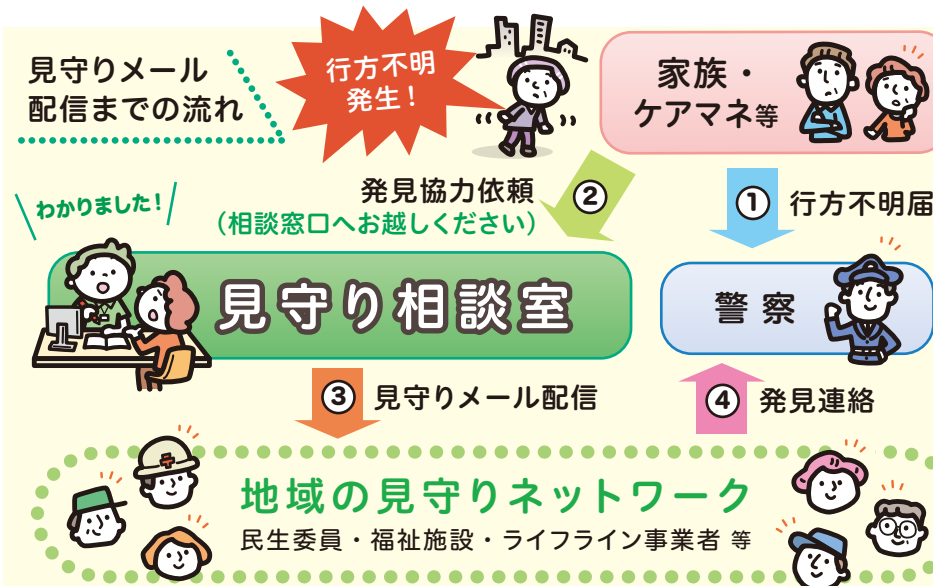 見守りメール
配信までの流れ
行方不明
発生！
家族・
ケアマネ等
発見協力依頼
（相談窓口へお越しください）
②
①
行方不明届
わかりました！
見守り相談室
警察
③
見守りメール配信
④
発見連絡
地域の見守りネットワーク
民生委員・福祉施設・ライフライン事業者 等